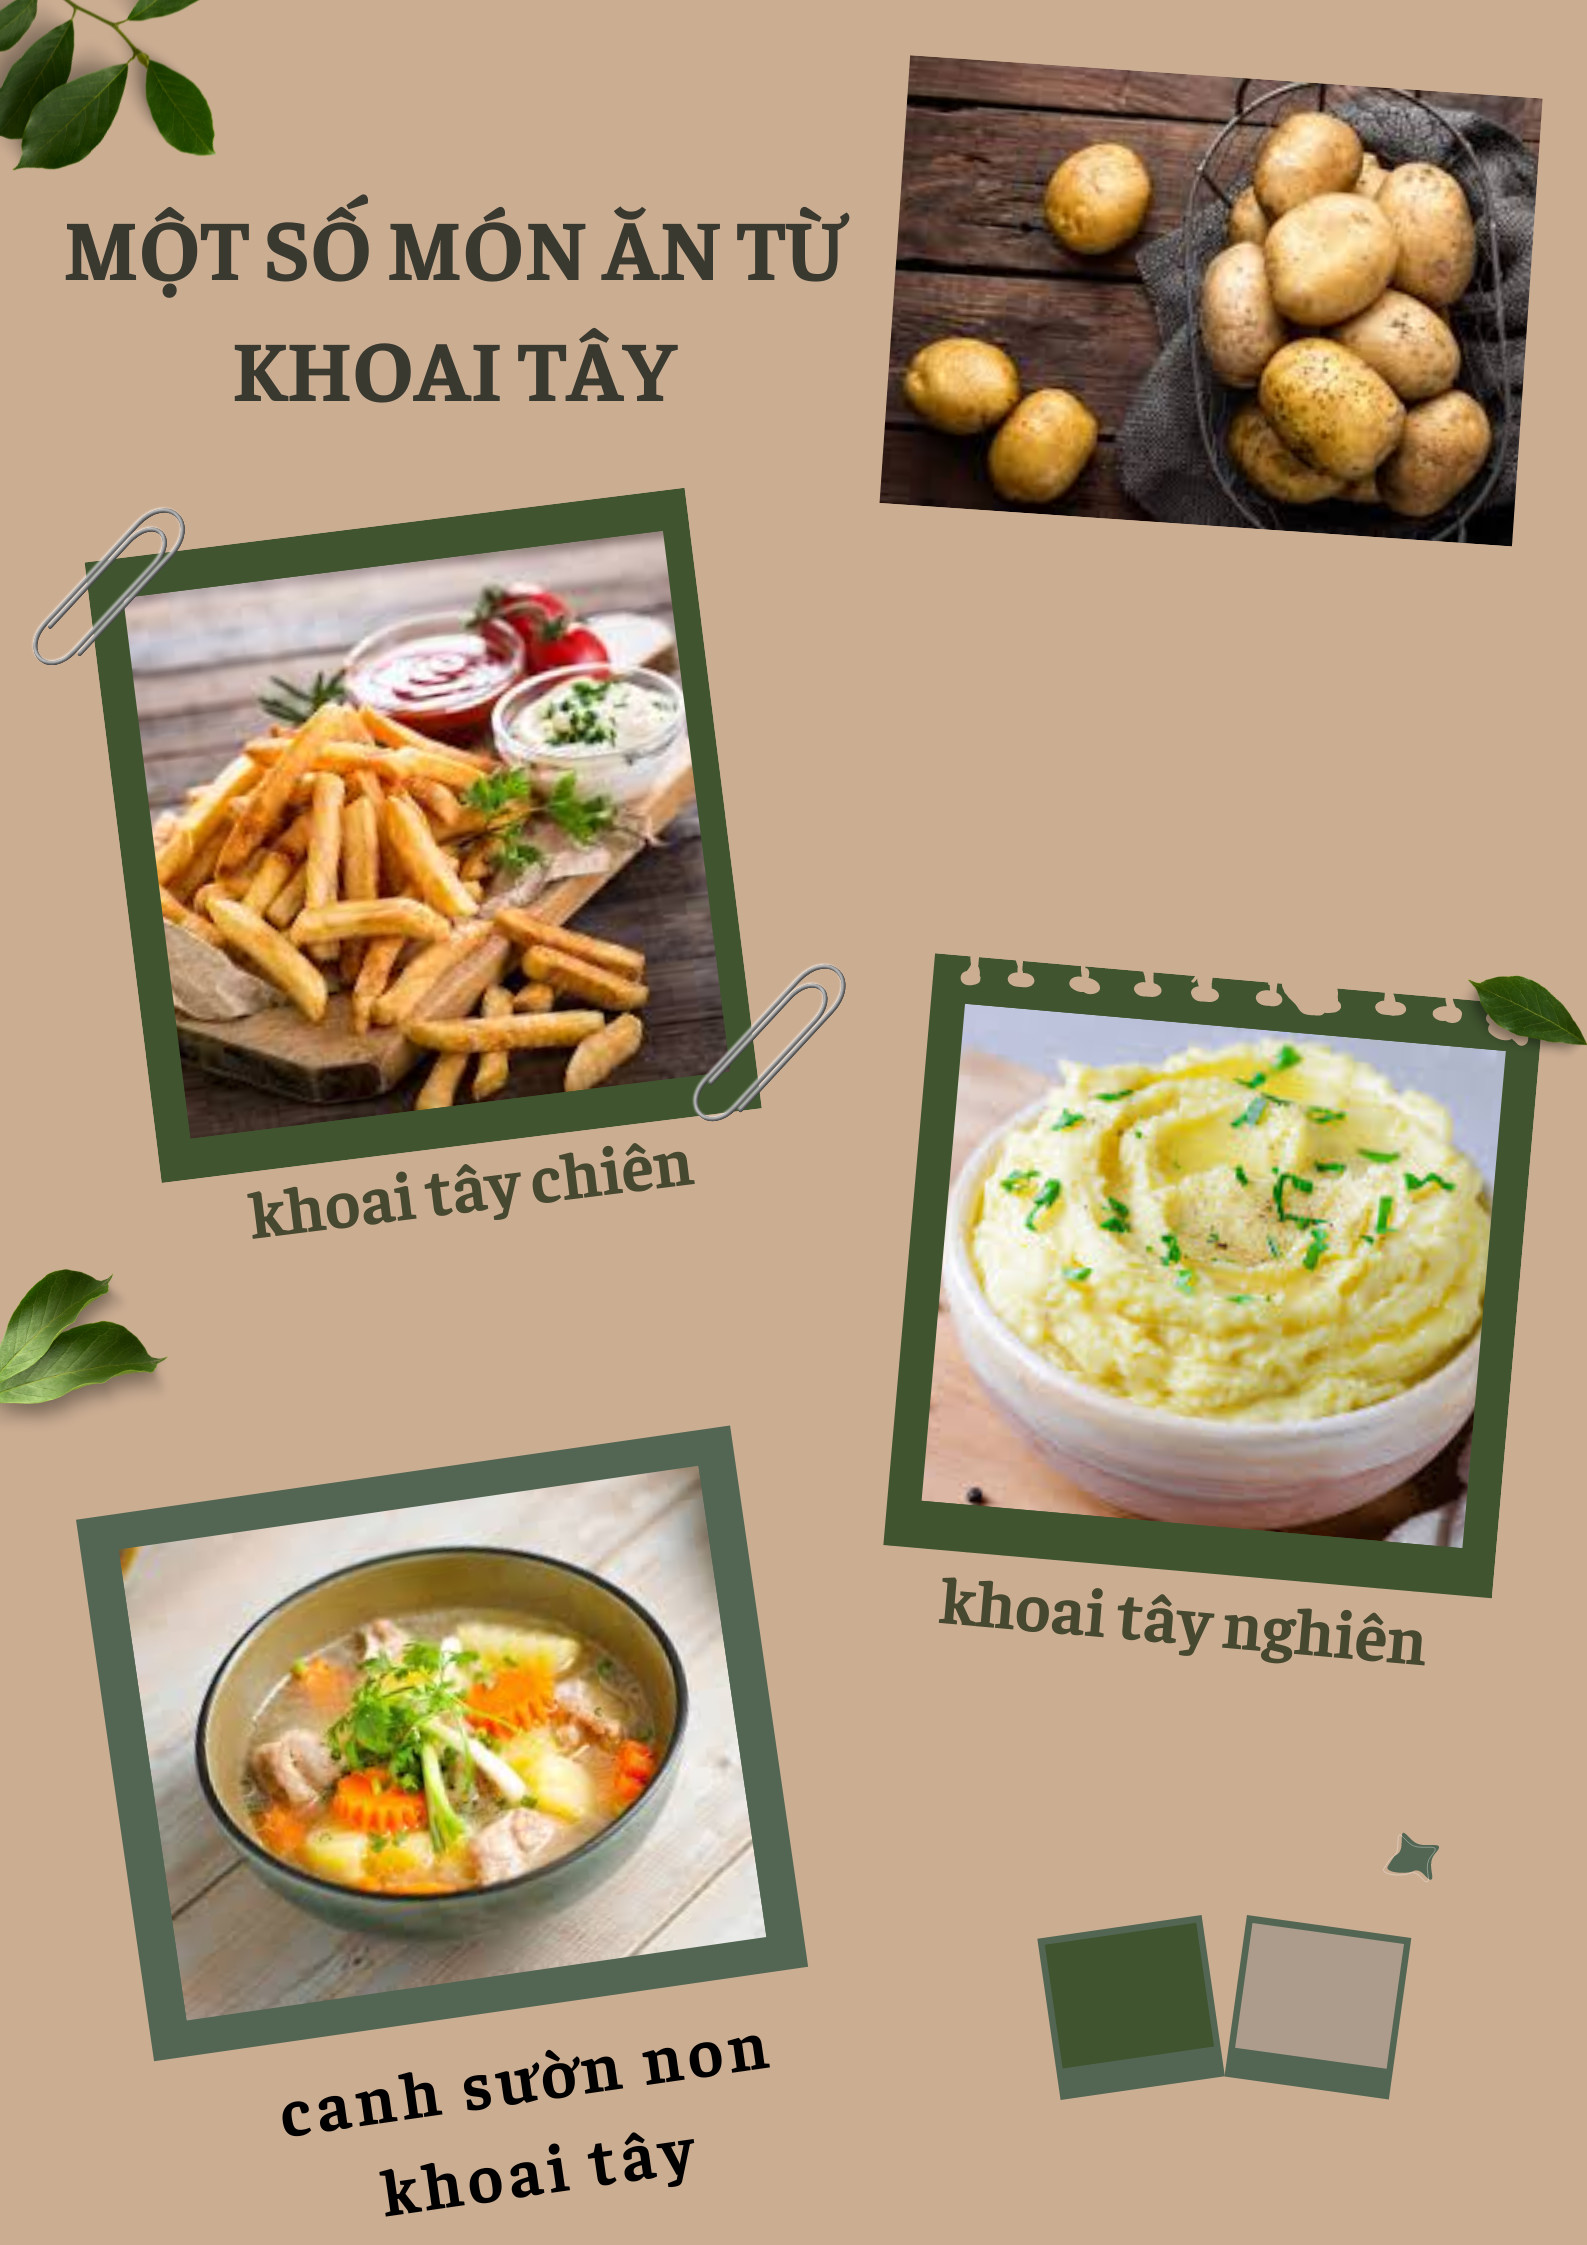 MỘT SỐ MÓN ĂN TỪ
KHOAI TÂY
khoai tây chiên
khoai tây nghiên
canh sườn non
khoai tây